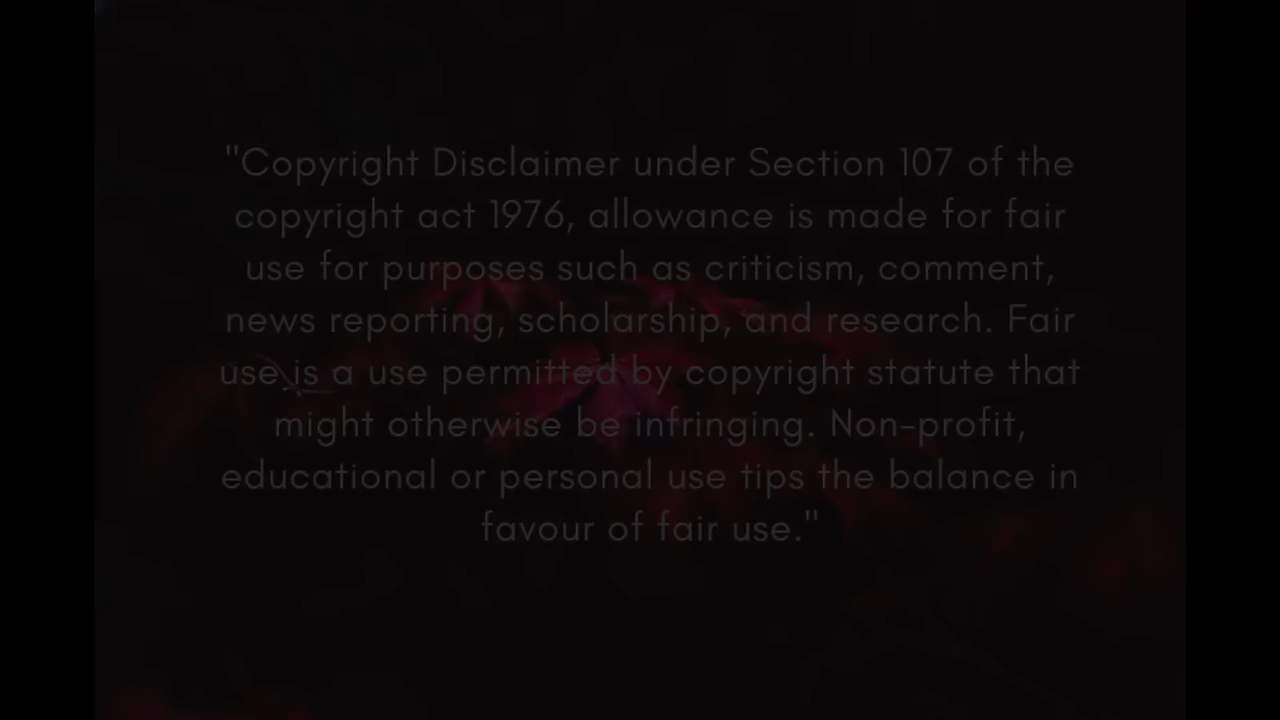 "Copyright Disclaimer under Section 107 of the
copyright act 1976, allowance is made for fair
use for purposes such as criticism, comment,
news reporting, scholarship, and research. Fair
use is a use permitted by copyright statute that
might otherwise be infringing. Non-profit,
educational or personal use tips the balance in
favour of fair use."